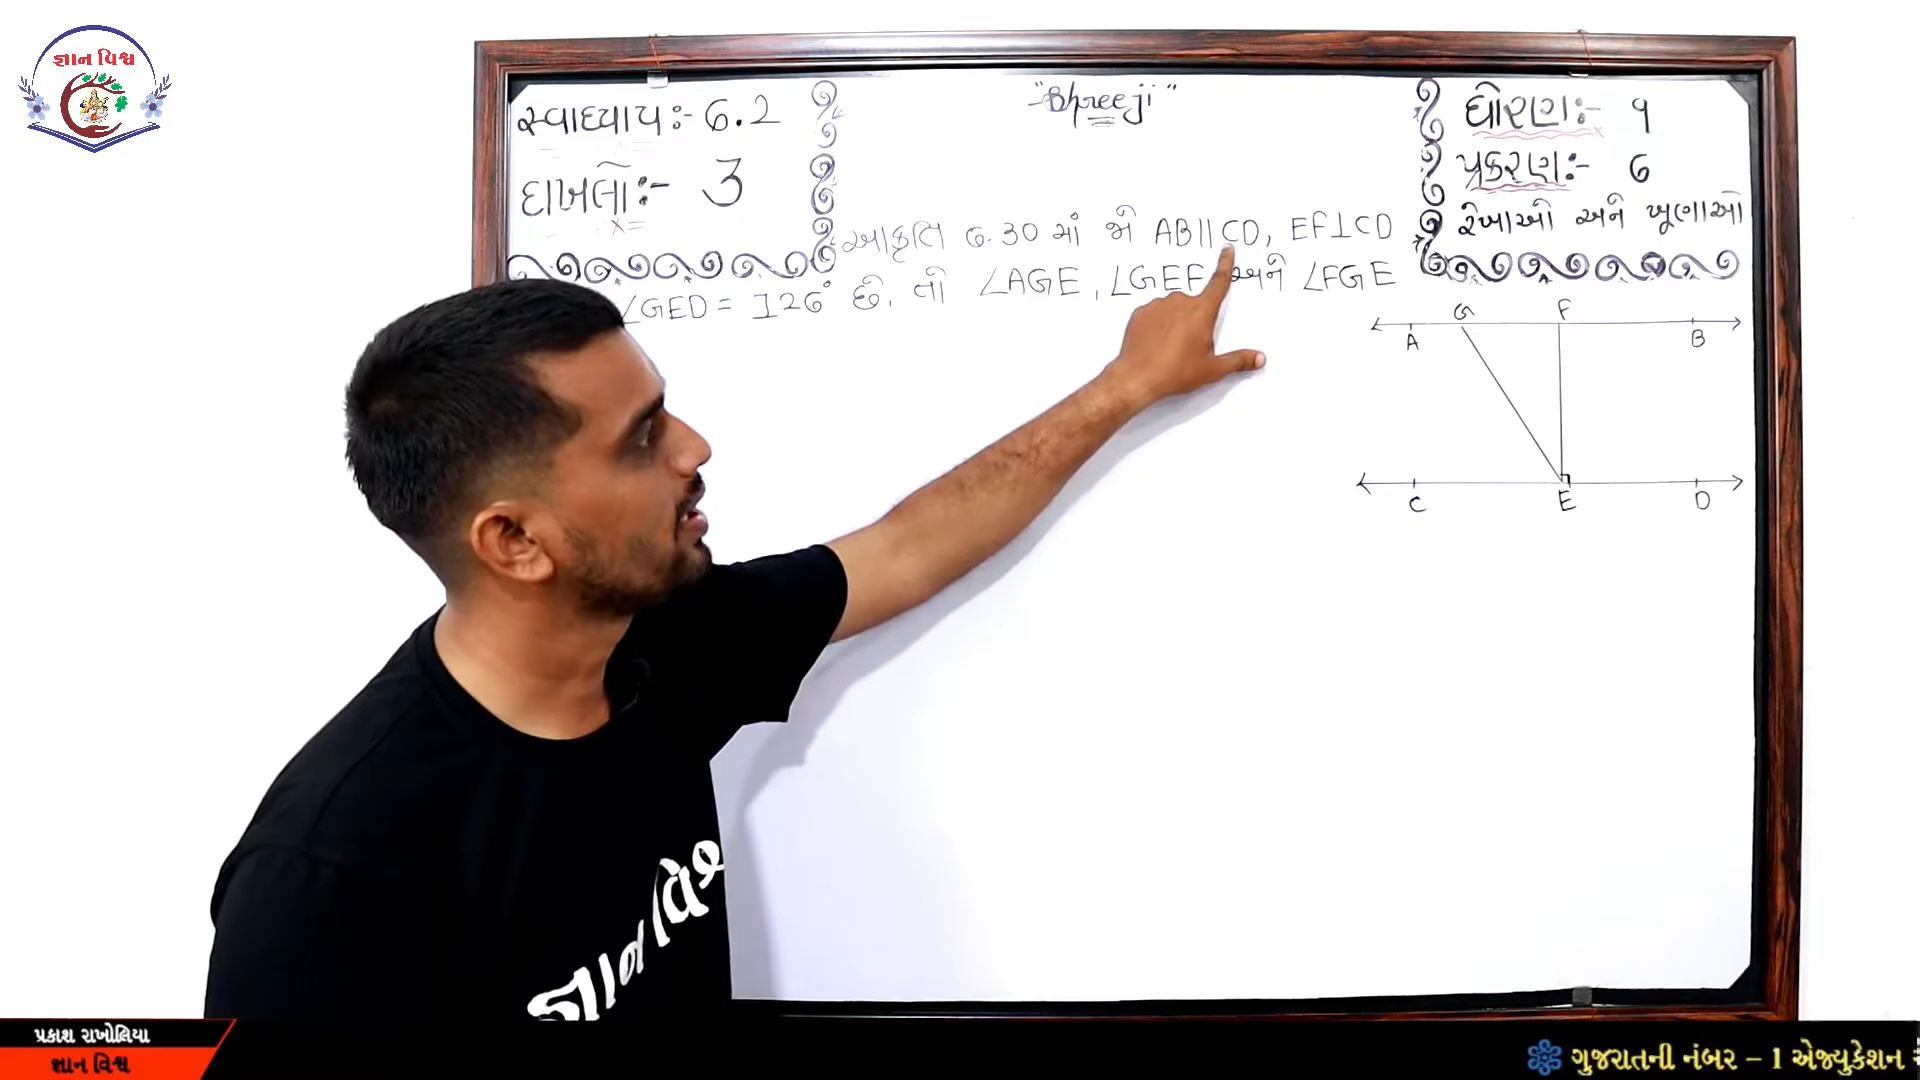 જ્ઞાન વિશ્વ
સ્વાધ્યાય:- 6.2
દાખલો:- 3
"Shreeji"
ધોરણ:- ૧
પ્રકરણ:- 6
રેખાઓ અને ખૂણાઓ
આકૃતિ 6.30 માં જો AB||CD, EF⊥CD
∠GED = 126° છે, તો ∠AGE, ∠GEF અને ∠FGE
G F
A B
C E D
જ્ઞાન વિશ્વ
પ્રકાશ રાખોલિયા
જ્ઞાન વિશ્વ
ગુજરાતની નંબર – 1 એજ્યુકેશન